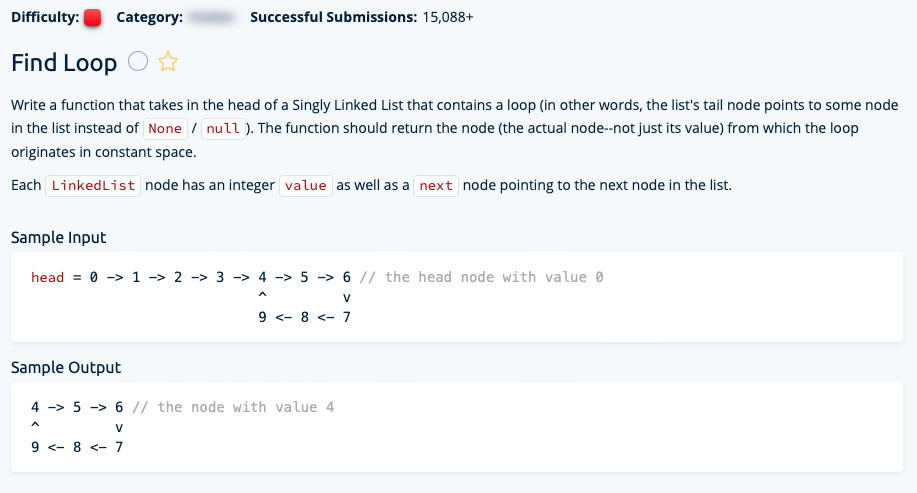 Difficulty: Category: Successful Submissions: 15,088+
Find Loop
Write a function that takes in the head of a Singly Linked List that contains a loop (in other words, the list's tail node points to some node
in the list instead of None / null ). The function should return the node (the actual node--not just its value) from which the loop
originates in constant space.
Each LinkedList node has an integer value as well as a next node pointing to the next node in the list.
Sample Input
head = 0 -> 1 -> 2 -> 3 -> 4 -> 5 -> 6 // the head node with value 0
^ v
9 <- 8 <- 7
Sample Output
4 -> 5 -> 6 // the node with value 4
^ v
9 <- 8 <- 7